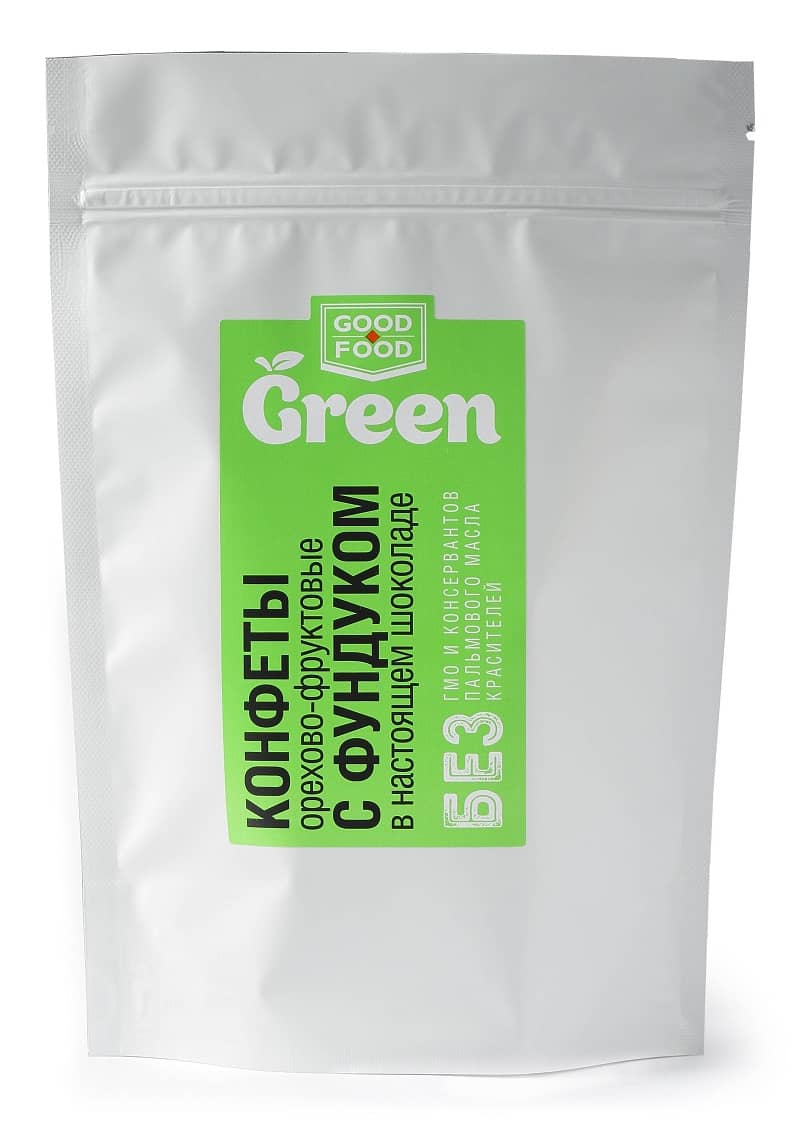 GOOD
FOOD
Green
КОНФЕТЫ
орехово-фруктовые
С ФУНДУКОМ
в настоящем шоколаде
БЕЗ
ГМО И КОНСЕРВАНТОВ
ПАЛЬМОВОГО МАСЛА
КРАСИТЕЛЕЙ